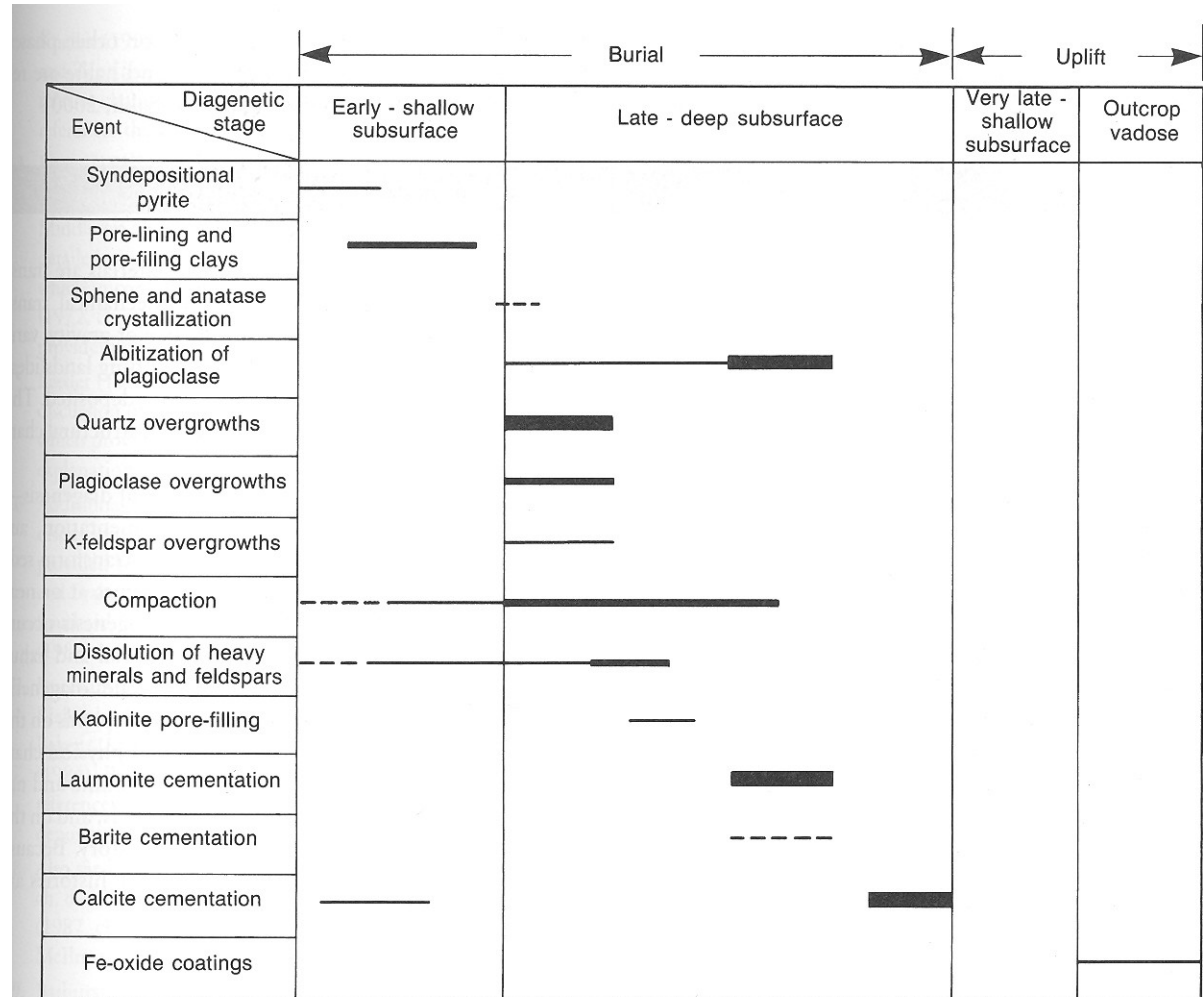 Burial
Uplift
Diagenetic
stage
Event
Early - shallow
subsurface
Late - deep subsurface
Very late -
shallow
subsurface
Outcrop
vadose
Syndepositional
pyrite
Pore-lining and
pore-filing clays
Sphene and anatase
crystallization
Albitization of
plagioclase
Quartz overgrowths
Plagioclase overgrowths
K-feldspar overgrowths
Compaction
Dissolution of heavy
minerals and feldspars
Kaolinite pore-filling
Laumonite cementation
Barite cementation
Calcite cementation
Fe-oxide coatings